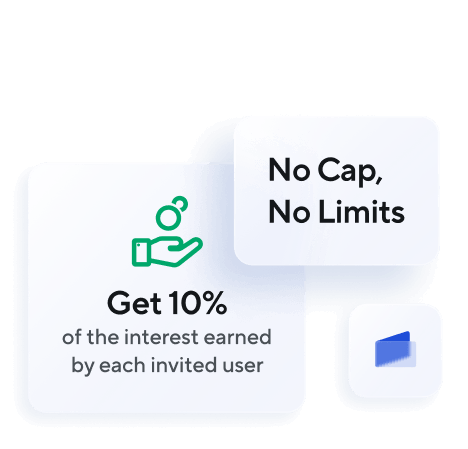 No Cap,
No Limits
Get 10%
of the interest earned
by each invited user